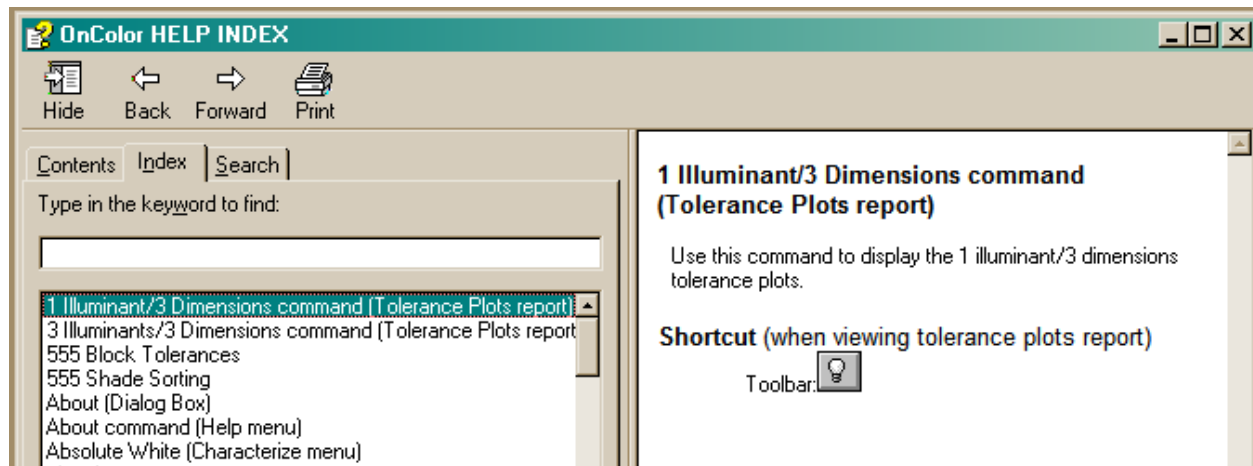 OnColor HELP INDEX
Hide Back Forward Print
Contents Index Search
Type in the keyword to find:
1 Illuminant/3 Dimensions command (Tolerance Plots report)
3 Illuminants/3 Dimensions command (Tolerance Plots report
555 Block Tolerances
555 Shade Sorting
About (Dialog Box)
About command (Help menu)
Absolute White (Characterize menu)
1 Illuminant/3 Dimensions command
(Tolerance Plots report)
Use this command to display the 1 illuminant/3 dimensions
tolerance plots.
Shortcut (when viewing tolerance plots report)
Toolbar: